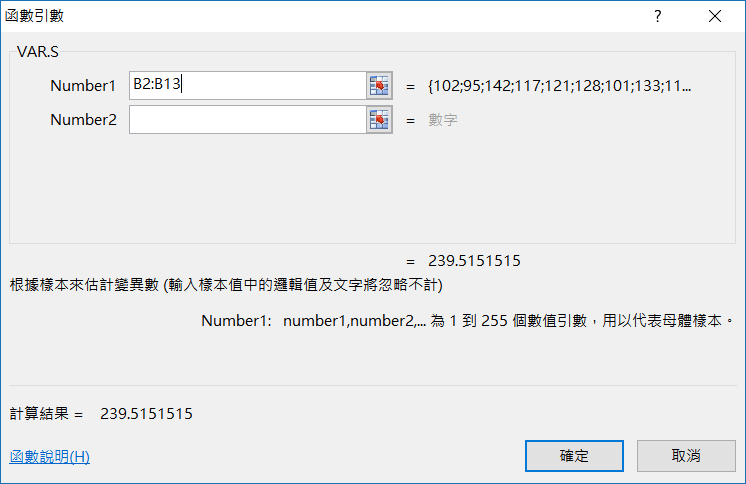 函數引數
VAR.S
Number1 B2:B13 = {102;95;142;117;121;128;101;133;11...
Number2 = 數字
= 239.5151515
根據樣本來估計變異數 (輸入樣本值中的邏輯值及文字將忽略不計)
Number1: number1,number2,... 為 1 到 255 個數值引數，用以代表母體樣本。
計算結果 = 239.5151515
函數說明(H)
確定
取消